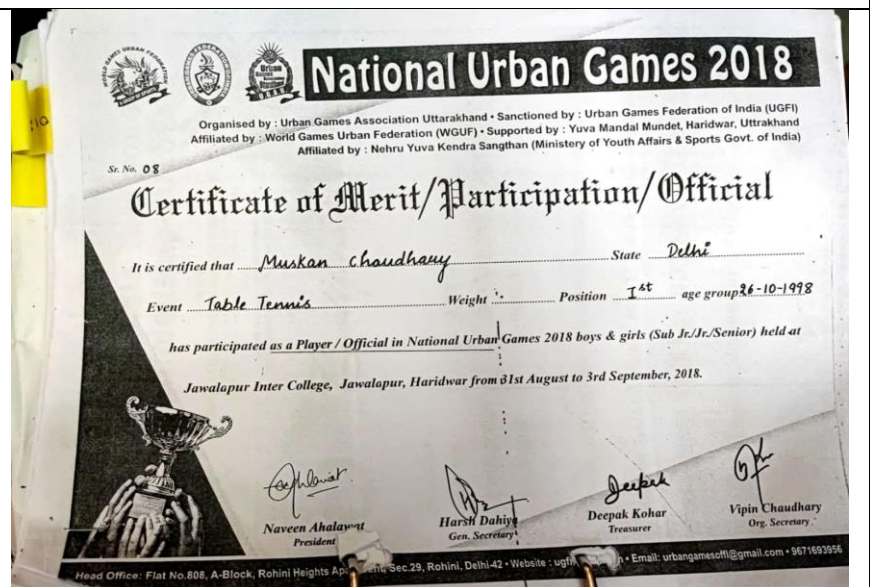 WORLD GAMES URBAN FEDERATION
National Urban Games 2018
Organised by : Urban Games Association Uttarakhand • Sanctioned by : Urban Games Federation of India (UGFI)
Affiliated by : World Games Urban Federation (WGUF) • Supported by : Yuva Mandal Mundet, Haridwar, Uttrakhand
Affiliated by : Nehru Yuva Kendra Sangthan (Ministry of Youth Affairs & Sports Govt. of India)
Sr. No. 08
Certificate of Merit/Participation/Official
It is certified that Muskan Chaudhary State Delhi
Event Table Tennis Weight Position Ist age group 26-10-1998
has participated as a Player / Official in National Urban Games 2018 boys & girls (Sub Jr./Jr./Senior) held at
Jawalapur Inter College, Jawalapur, Haridwar from 31st August to 3rd September, 2018.
Deepak
Naveen Ahalawat Harsh Dahiya Deepak Kohar Vipin Chaudhary
President Gen. Secretary Treasurer Org. Secretary
Head Office: Flat No.808, A-Block, Rohini Heights Sec.29, Rohini, Delhi-42 • Website : • Email: urbangamesoffl@gmail.com • 9671693956